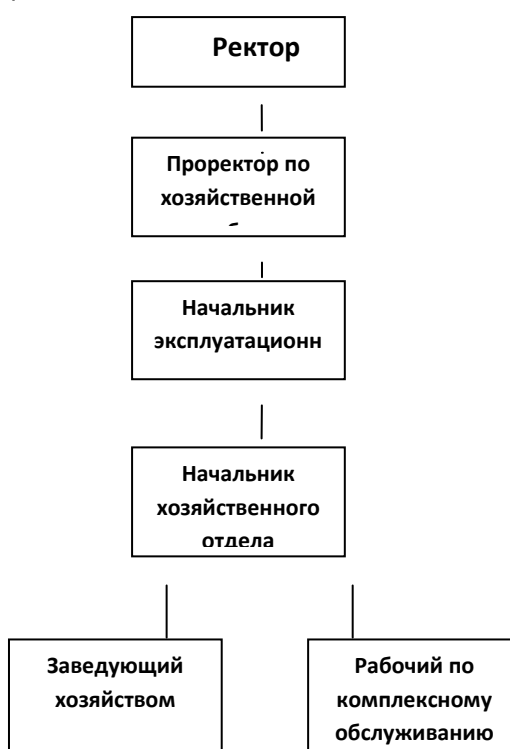 Ректор
Проректор по
хозяйственной
Начальник
эксплуатационн
Начальник
хозяйственного
отдела
Заведующий
хозяйством
Рабочий по
комплексному
обслуживанию